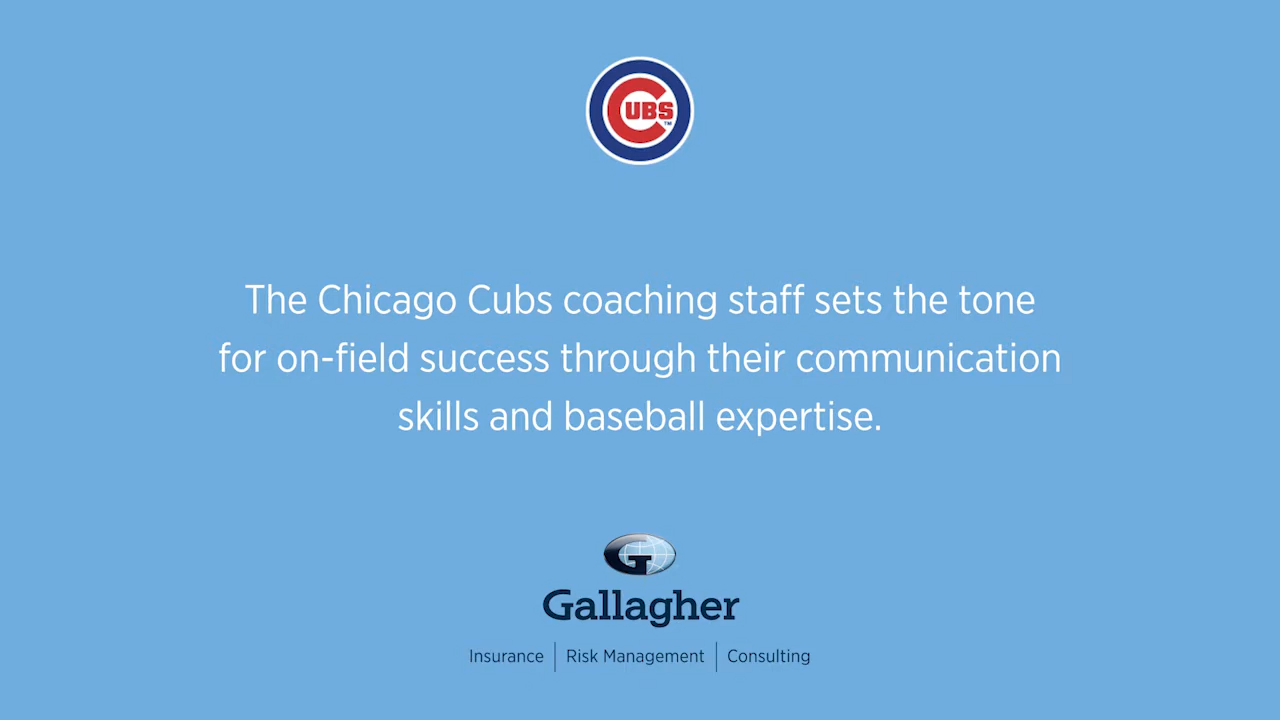 CUBS
TM
The Chicago Cubs coaching staff sets the tone
for on-field success through their communication
skills and baseball expertise.
G
Gallagher
Insurance | Risk Management | Consulting